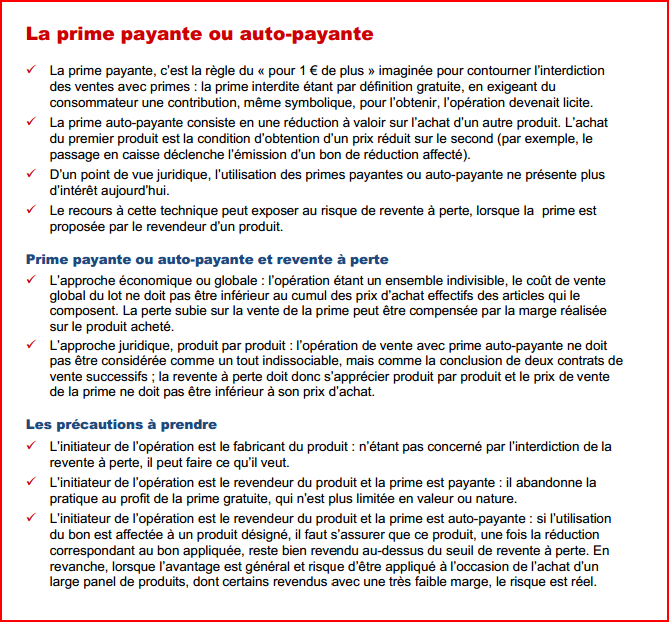 La prime payante ou auto-payante
✓ La prime payante, c'est la règle du « pour 1 € de plus » imaginée pour contourner l'interdiction
des ventes avec primes : la prime interdite étant par définition gratuite, en exigeant du
consommateur une contribution, même symbolique, pour l'obtenir, l'opération devenait licite.
✓ La prime auto-payante consiste en une réduction à valoir sur l'achat d'un autre produit. L'achat
du premier produit est la condition d'obtention d'un prix réduit sur le second (par exemple, le
passage en caisse déclenche l'émission d'un bon de réduction affecté).
✓ D'un point de vue juridique, l'utilisation des primes payantes ou auto-payante ne présente plus
d'intérêt aujourd'hui.
✓ Le recours à cette technique peut exposer au risque de revente à perte, lorsque la prime est
proposée par le revendeur d'un produit.
Prime payante ou auto-payante et revente à perte
✓ L'approche économique ou globale : l'opération étant un ensemble indivisible, le coût de vente
global du lot ne doit pas être inférieur au cumul des prix d'achat effectifs des articles qui le
composent. La perte subie sur la vente de la prime peut être compensée par la marge réalisée
sur le produit acheté.
✓ L'approche juridique, produit par produit : l'opération de vente avec prime auto-payante ne doit
pas être considérée comme un tout indissociable, mais comme la conclusion de deux contrats de
vente successifs ; la revente à perte doit donc s'apprécier produit par produit et le prix de vente
de la prime ne doit pas être inférieur à son prix d'achat.
Les précautions à prendre
✓ L'initiateur de l'opération est le fabricant du produit : n'étant pas concerné par l'interdiction de la
revente à perte, il peut faire ce qu'il veut.
✓ L'initiateur de l'opération est le revendeur du produit et la prime est payante : il abandonne la
pratique au profit de la prime gratuite, qui n'est plus limitée en valeur ou nature.
✓ L'initiateur de l'opération est le revendeur du produit et la prime est auto-payante : si l'utilisation
du bon est affectée à un produit désigné, il faut s'assurer que ce produit, une fois la réduction
correspondant au bon appliquée, reste bien revendu au-dessus du seuil de revente à perte. En
revanche, lorsque l'avantage est général et risque d'être appliqué à l'occasion de l'achat d'un
large panel de produits, dont certains revendus avec une très faible marge, le risque est réel.